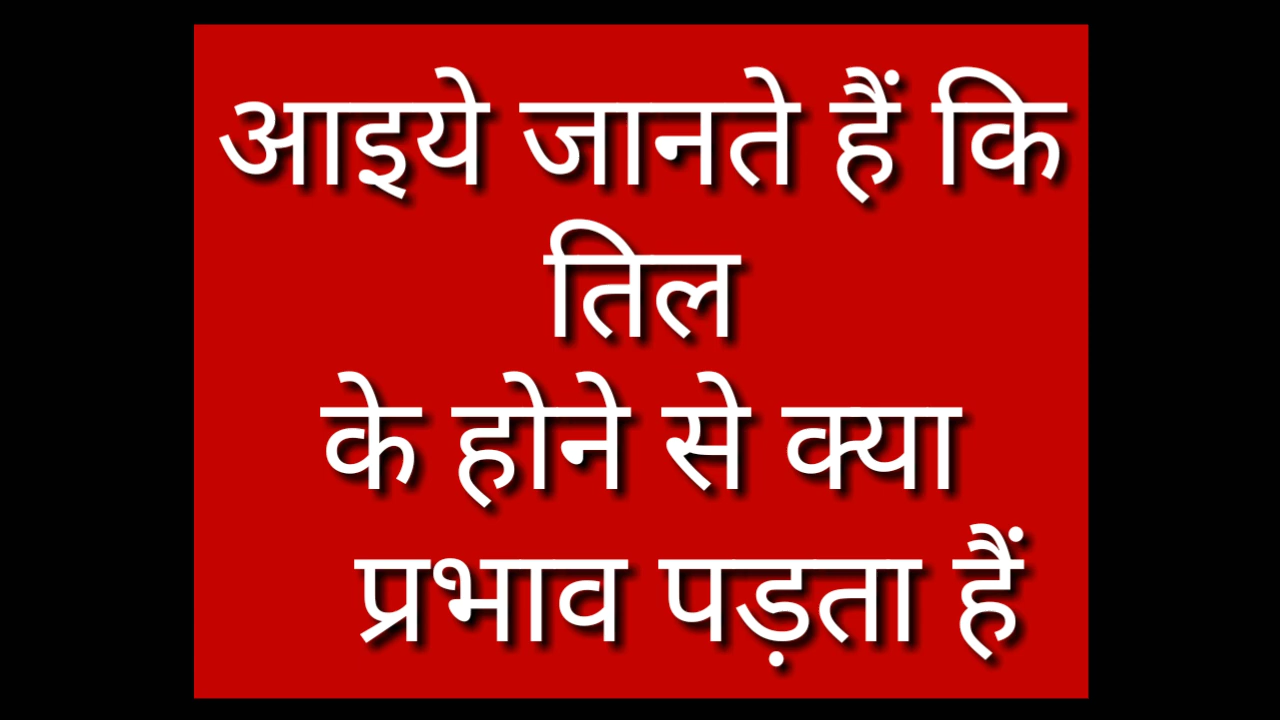 आइये जानते हैं कि
तिल
के होने से क्या
प्रभाव पड़ता हैं